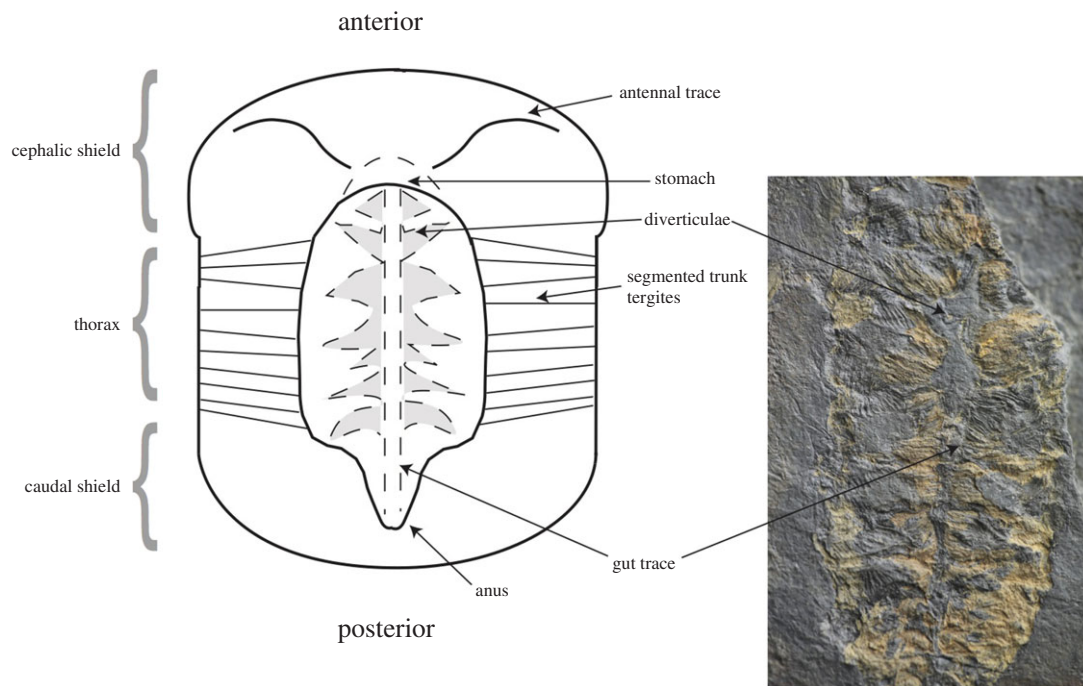 anterior
antennal trace
cephalic shield
stomach
diverticulae
segmented trunk
tergites
thorax
caudal shield
gut trace
anus
posterior